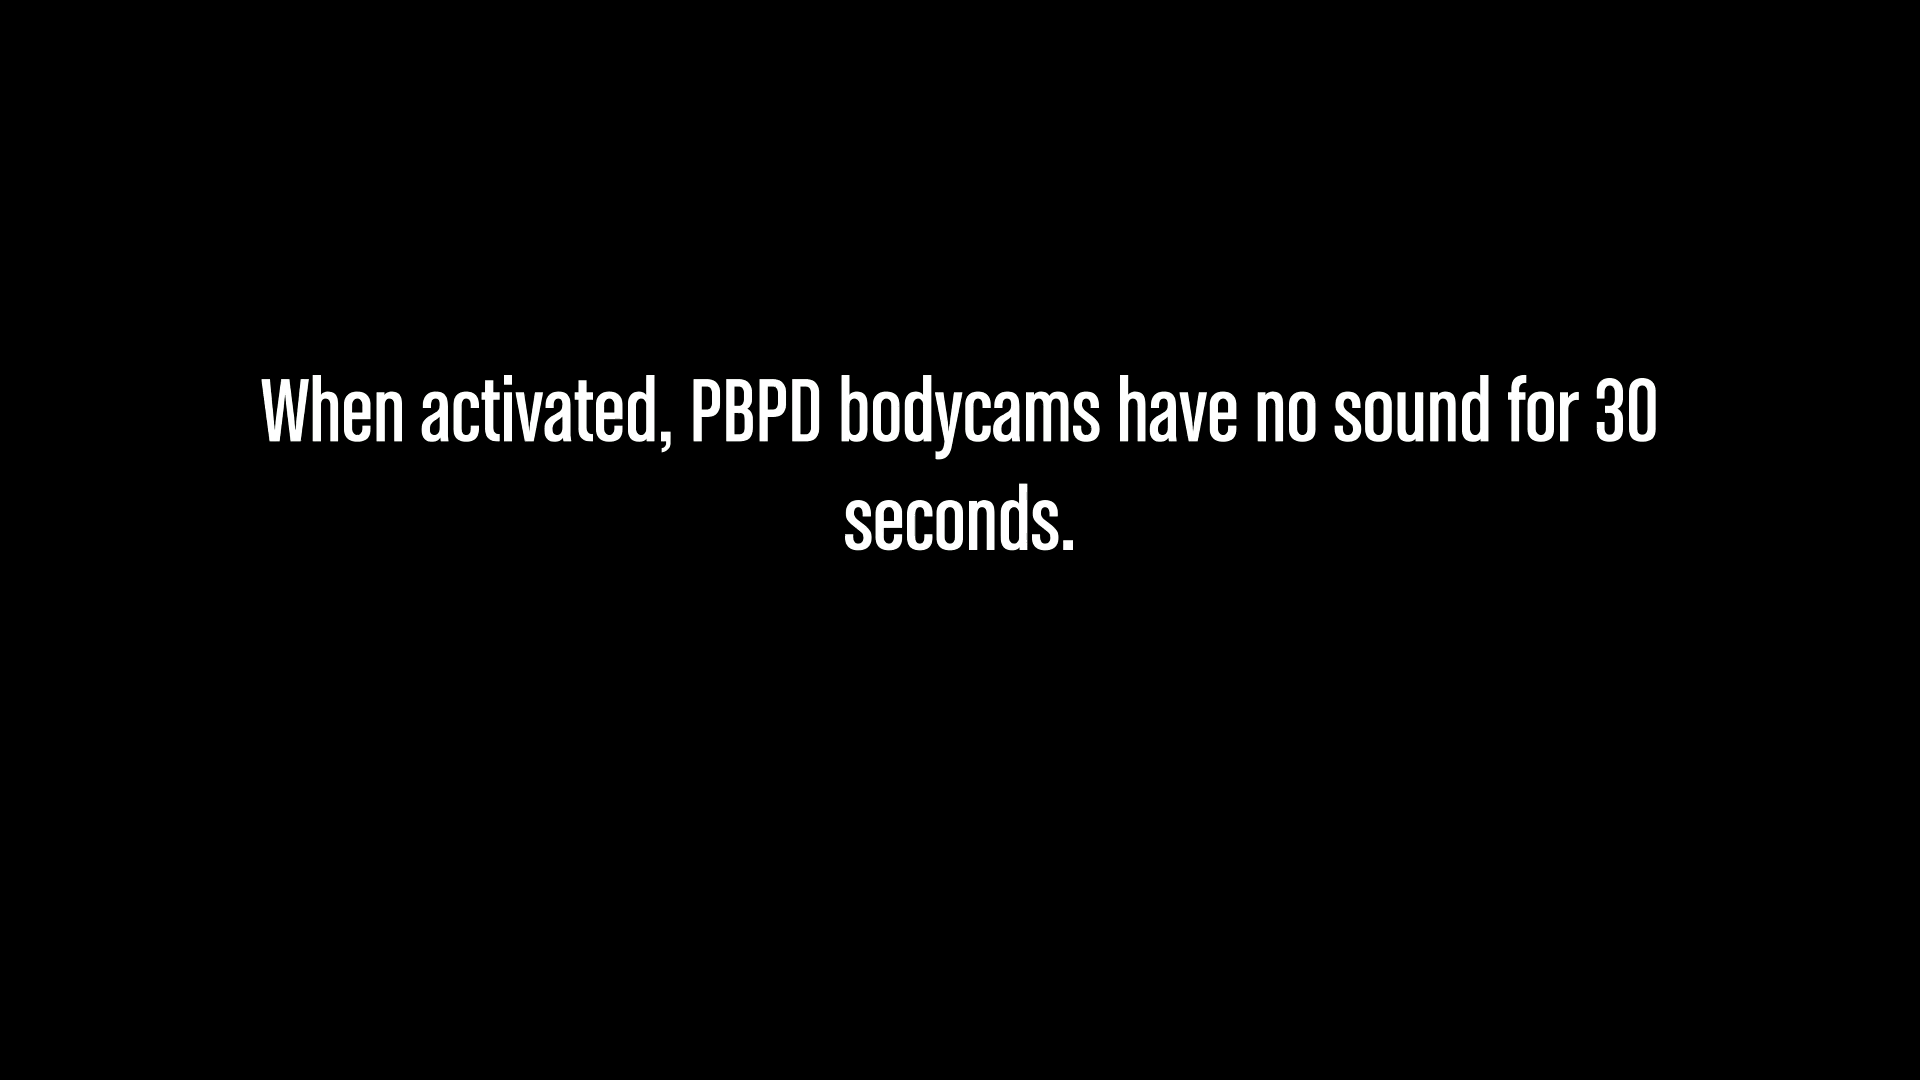 When activated, PBPD bodycams have no sound for 30
seconds.